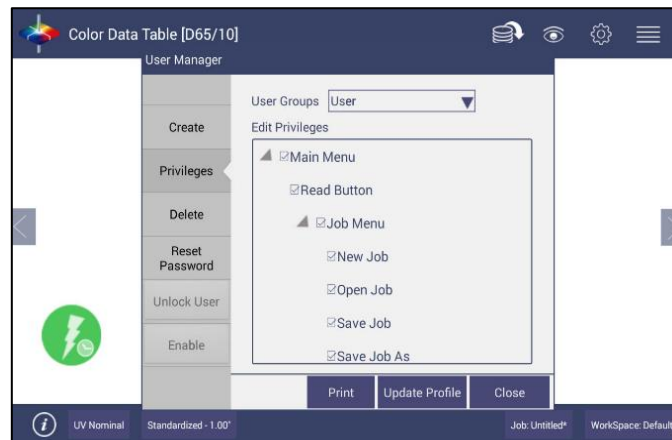 Color Data Table [D65/10]
User Manager
Create
Privileges
Delete
Reset
Password
Unlock User
Enable
User Groups User
Edit Privileges
Main Menu
Read Button
Job Menu
New Job
Open Job
Save Job
Save Job As
Print Update Profile Close
i UV Nominal Standardized - 1.00" Job: Untitled* WorkSpace: Default